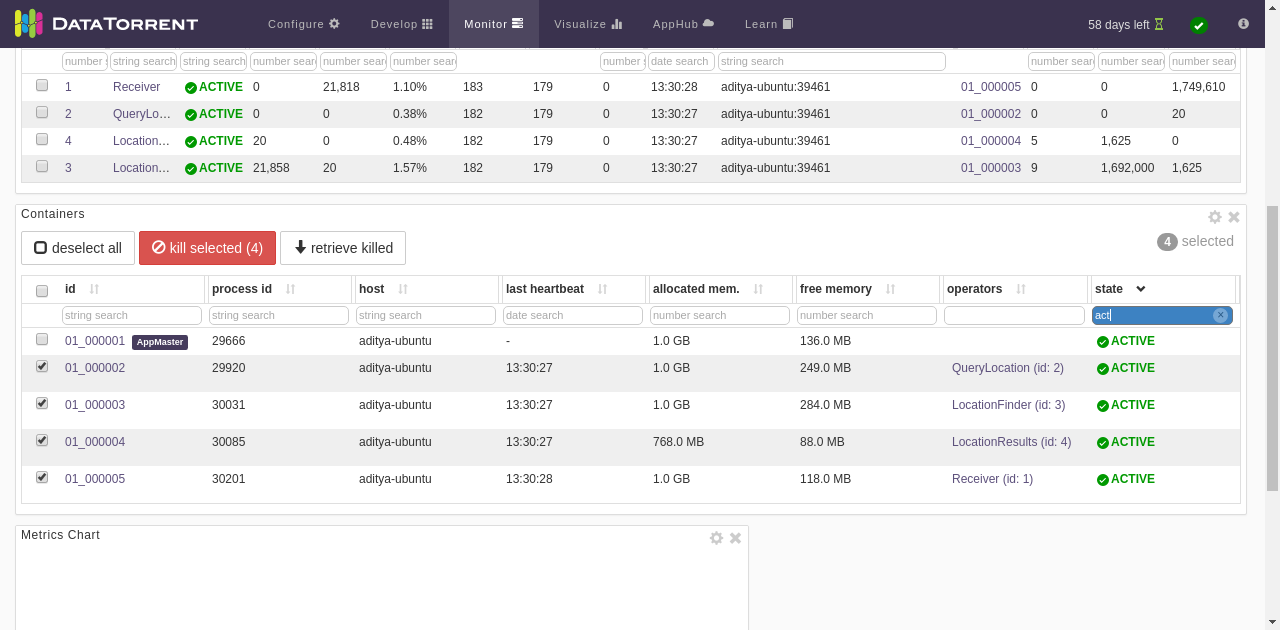 DATATORRENT Configure Develop Monitor Visualize AppHub Learn 58 days left
number s string search string search number sear number sear number sear number s date search string search number sear number sear number sear
1 Receiver ACTIVE 0 21,818 1.10% 183 179 0 13:30:28 aditya-ubuntu:39461 01_000005 0 0 1,749,610
2 QueryLo... ACTIVE 0 0 0.38% 182 179 0 13:30:27 aditya-ubuntu:39461 01_000002 0 0 20
4 Location... ACTIVE 20 0 0.48% 182 179 0 13:30:27 aditya-ubuntu:39461 01_000004 5 1,625 0
3 Location... ACTIVE 21,858 20 1.57% 182 179 0 13:30:27 aditya-ubuntu:39461 01_000003 9 1,692,000 1,625
Containers
deselect all kill selected (4) retrieve killed 4 selected
id process id host last heartbeat allocated mem. free memory operators state
string search string search string search date search number search number search act
01_000001 AppMaster 29666 aditya-ubuntu - 1.0 GB 136.0 MB ACTIVE
01_000002 29920 aditya-ubuntu 13:30:27 1.0 GB 249.0 MB QueryLocation (id: 2) ACTIVE
01_000003 30031 aditya-ubuntu 13:30:27 1.0 GB 284.0 MB LocationFinder (id: 3) ACTIVE
01_000004 30085 aditya-ubuntu 13:30:27 768.0 MB 88.0 MB LocationResults (id: 4) ACTIVE
01_000005 30201 aditya-ubuntu 13:30:28 1.0 GB 118.0 MB Receiver (id: 1) ACTIVE
Metrics Chart